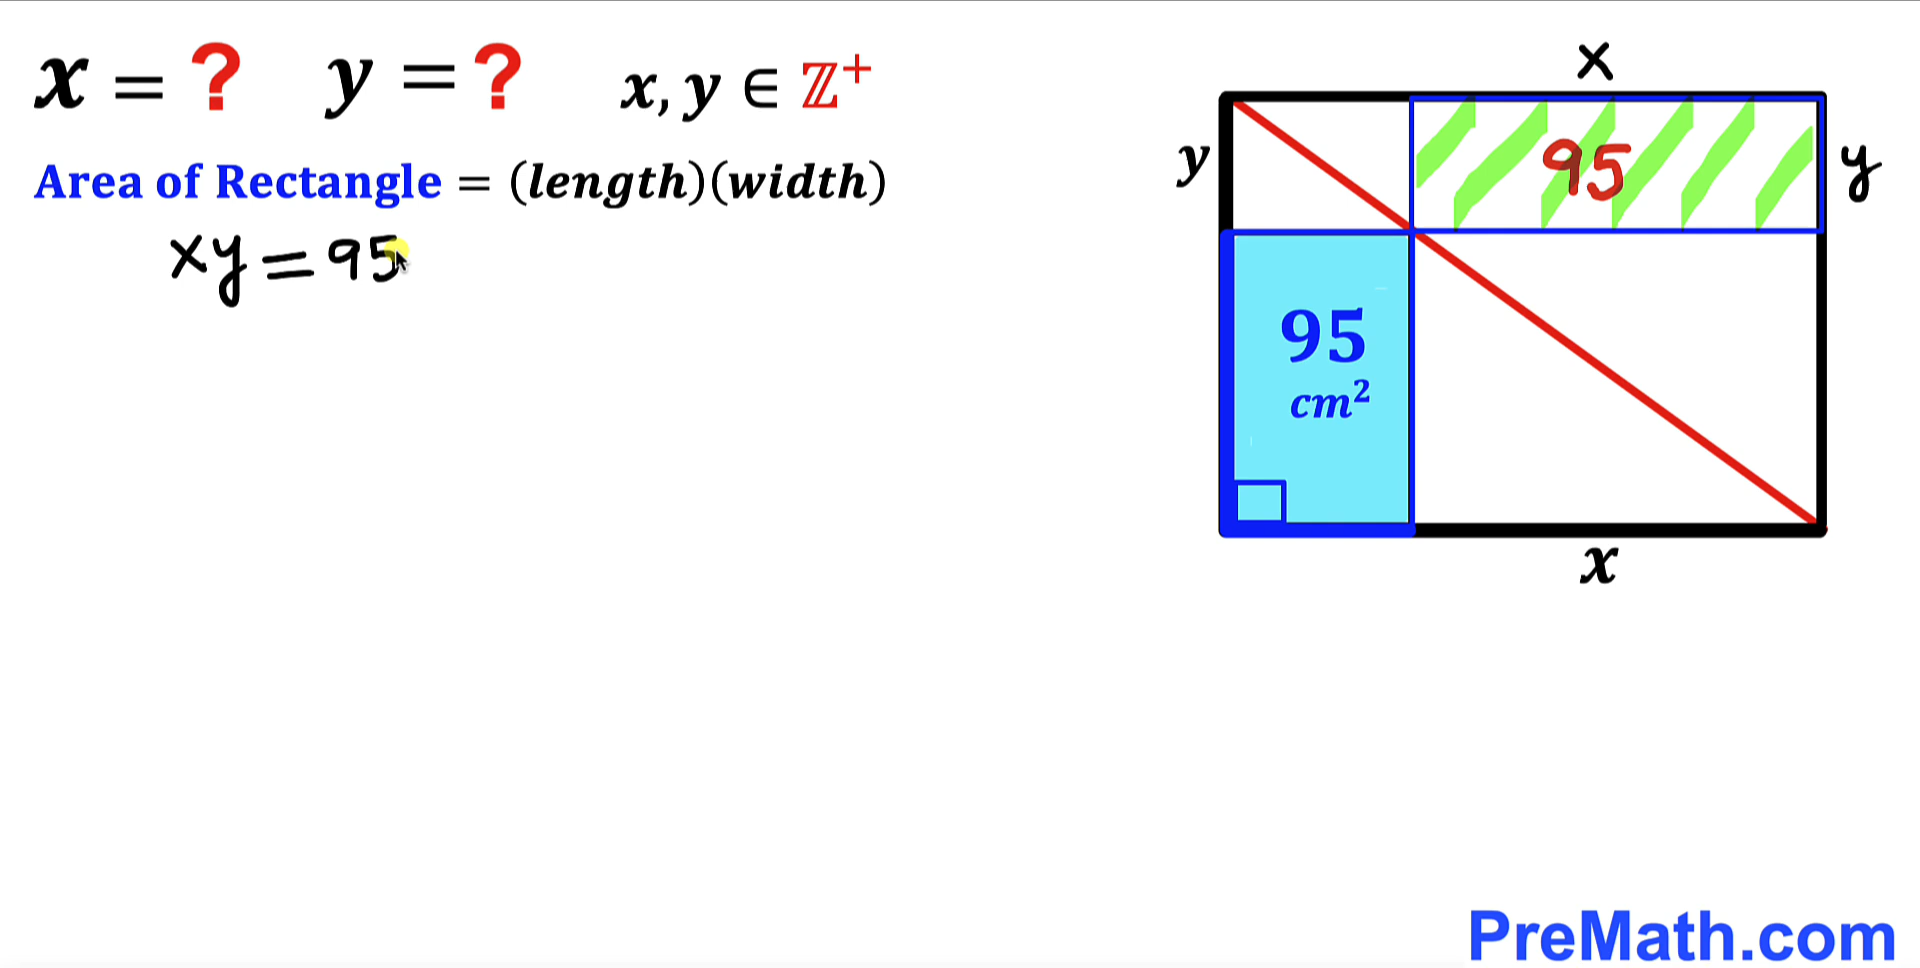 x = ? y = ? x, y ∈ ℤ⁺
Area of Rectangle = (length)(width)
xy = 95
x
y
95
y
95
cm²
x
PreMath.com